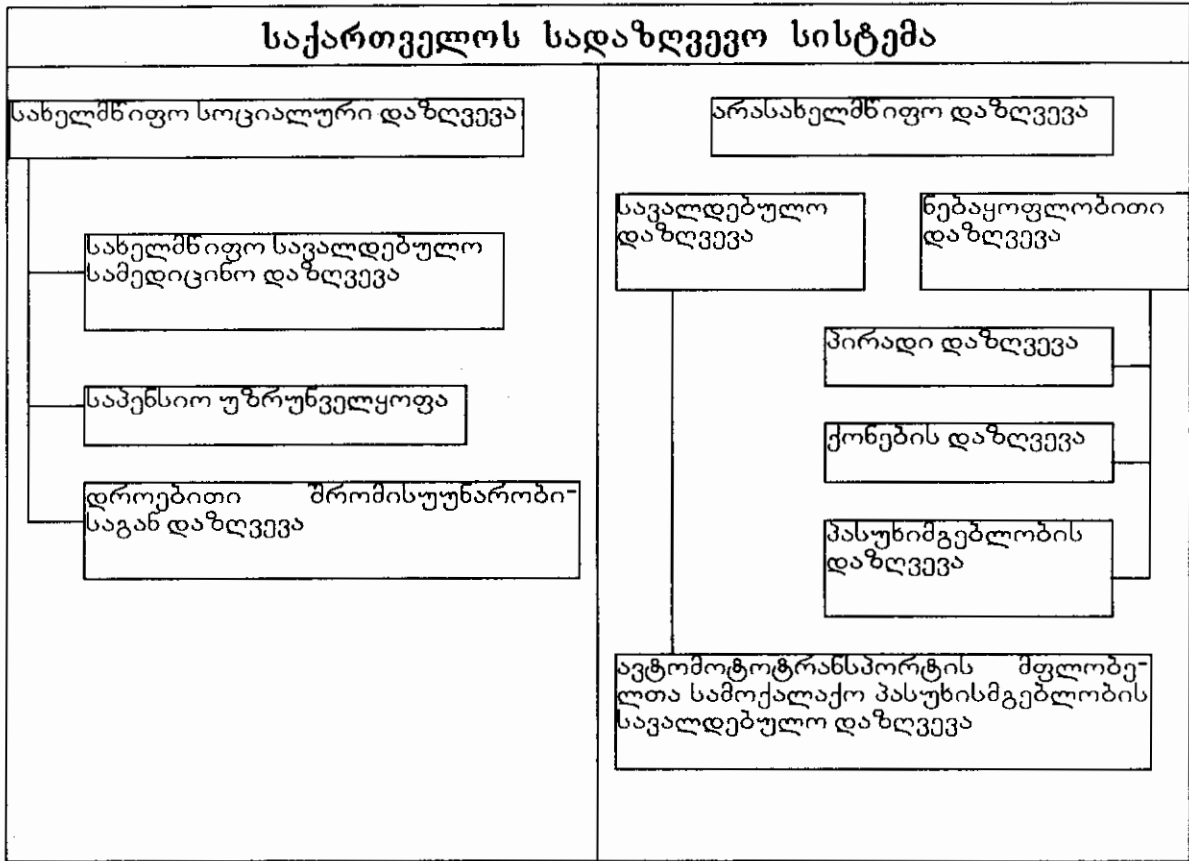 საქართველოს სადაზღვევო სისტემა
სახელმწიფო სოციალური დაზღვევა
სახელმწიფო სავალდებულო
სამედიცინო დაზღვევა
საპენსიო უზრუნველყოფა
დროებითი შრომისუუნარობი-
საგან დაზღვევა
არასახელმწიფო დაზღვევა
სავალდებულო
დაზღვევა
ნებაყოფლობითი
დაზღვევა
პირადი დაზღვევა
ქონების დაზღვევა
პასუხიმგებლობის
დაზღვევა
ავტომოტოტრანსპორტის მფლობე-
ლთა სამოქალაქო პასუხისმგებლობის
სავალდებულო დაზღვევა